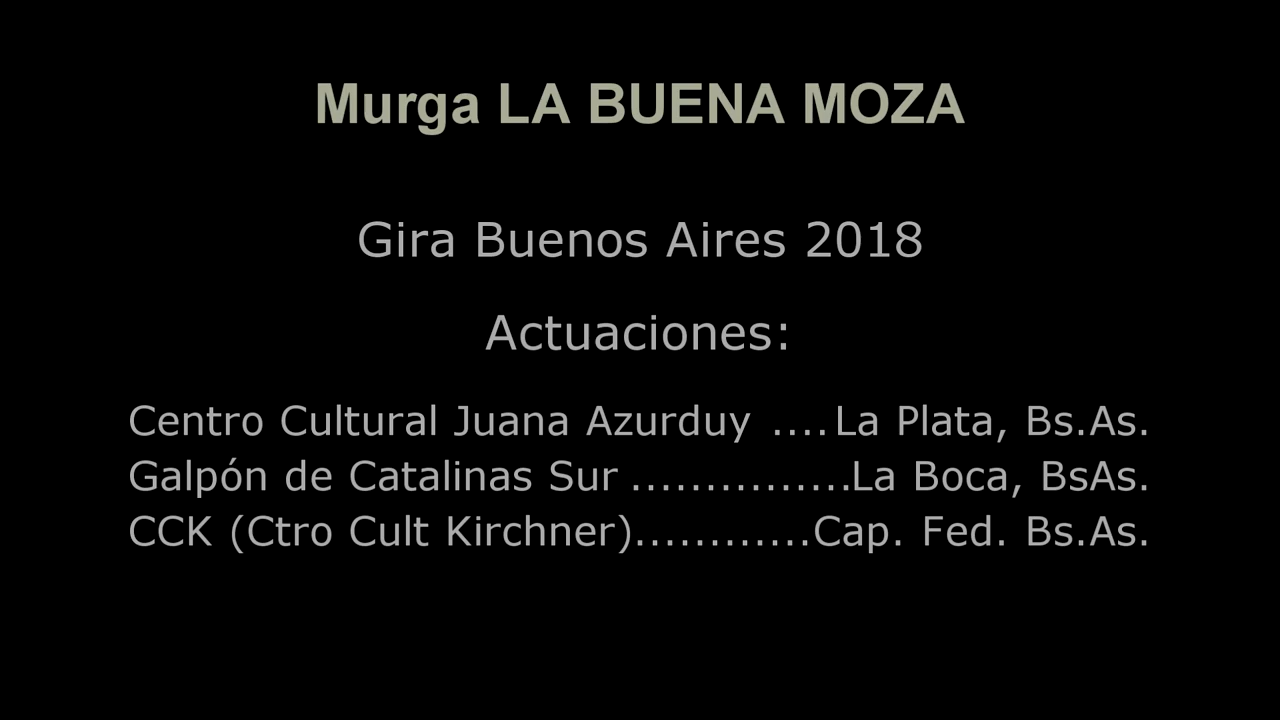 Murga LA BUENA MOZA
Gira Buenos Aires 2018
Actuaciones:
Centro Cultural Juana Azurduy ....La Plata, Bs.As.
Galpón de Catalinas Sur ...............La Boca, BsAs.
CCK (Ctro Cult Kirchner)............Cap. Fed. Bs.As.